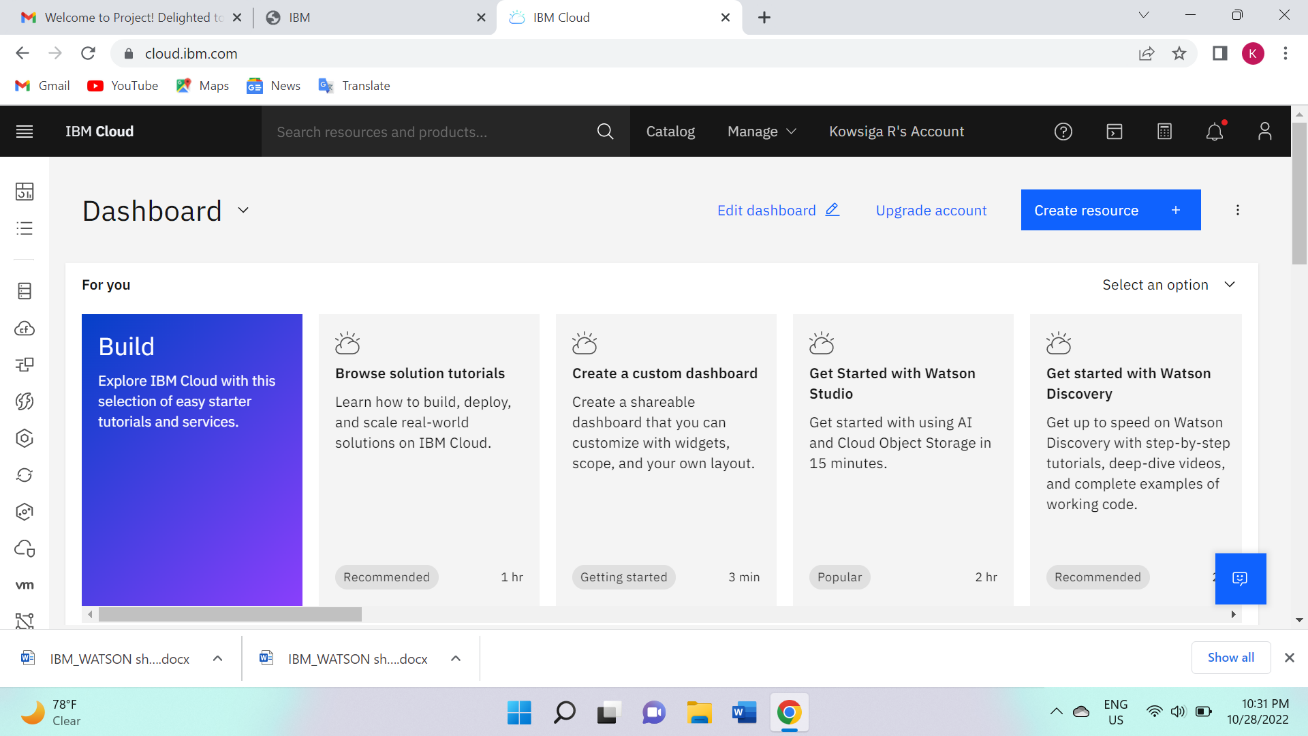 Welcome to Project! Delighted to
IBM
IBM Cloud
cloud.ibm.com
K
Gmail
YouTube
Maps
News
Translate
IBM Cloud
Search resources and products...
Catalog
Manage
Kowsiga R's Account
Dashboard
Edit dashboard
Upgrade account
Create resource +
For you
Select an option
Build
Explore IBM Cloud with this
selection of easy starter
tutorials and services.
Browse solution tutorials
Learn how to build, deploy,
and scale real-world
solutions on IBM Cloud.
Recommended
1 hr
Create a custom dashboard
Create a shareable
dashboard that you can
customize with widgets,
scope, and your own layout.
Getting started
3 min
Get Started with Watson
Studio
Get started with using AI
and Cloud Object Storage in
15 minutes.
Popular
2 hr
Get started with Watson
Discovery
Get up to speed on Watson
Discovery with step-by-step
tutorials, deep-dive videos,
and complete examples of
working code.
Recommended
cf
vm
IBM_WATSON sh....docx
IBM_WATSON sh....docx
Show all
78°F
Clear
ENG
US
10:31 PM
10/28/2022